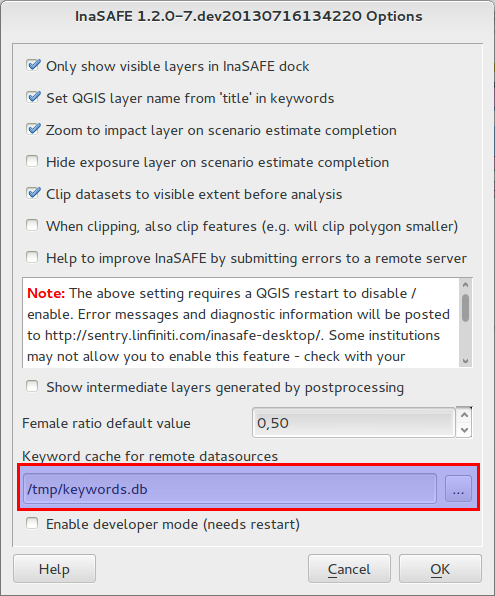 InaSAFE 1.2.0-7.dev20130716134220 Options
Only show visible layers in InaSAFE dock
Set QGIS layer name from 'title' in keywords
Zoom to impact layer on scenario estimate completion
Hide exposure layer on scenario estimate completion
Clip datasets to visible extent before analysis
When clipping, also clip features (e.g. will clip polygon smaller)
Help to improve InaSAFE by submitting errors to a remote server
Note: The above setting requires a QGIS restart to disable /
enable. Error messages and diagnostic information will be posted
to http://sentry.linfiniti.com/inasafe-desktop/. Some institutions
may not allow you to enable this feature - check with your
Show intermediate layers generated by postprocessing
Female ratio default value 0,50
Keyword cache for remote datasources
/tmp/keywords.db ...
Enable developer mode (needs restart)
Help Cancel OK